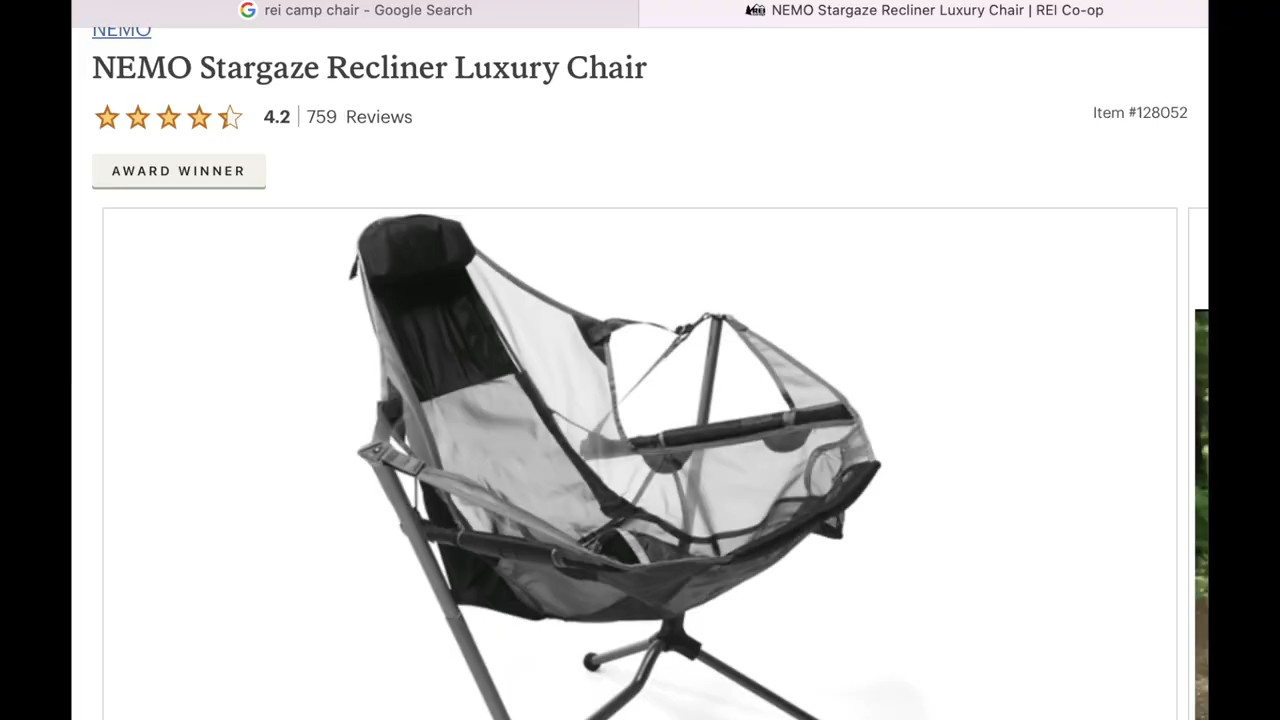 rei camp chair - Google Search
NEMO Stargaze Recliner Luxury Chair | REI Co-op
NEMO
NEMO Stargaze Recliner Luxury Chair
4.2 759 Reviews
Item #128052
AWARD WINNER